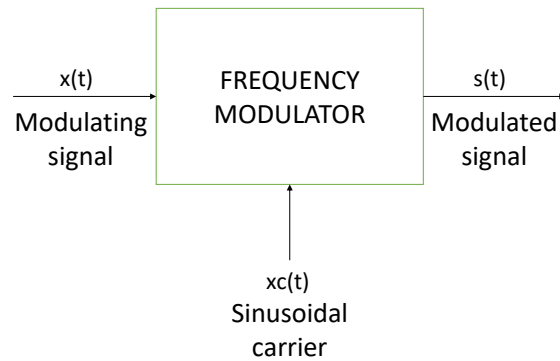 x(t)
Modulating
signal
FREQUENCY
MODULATOR
s(t)
Modulated
signal
xc(t)
Sinusoidal
carrier